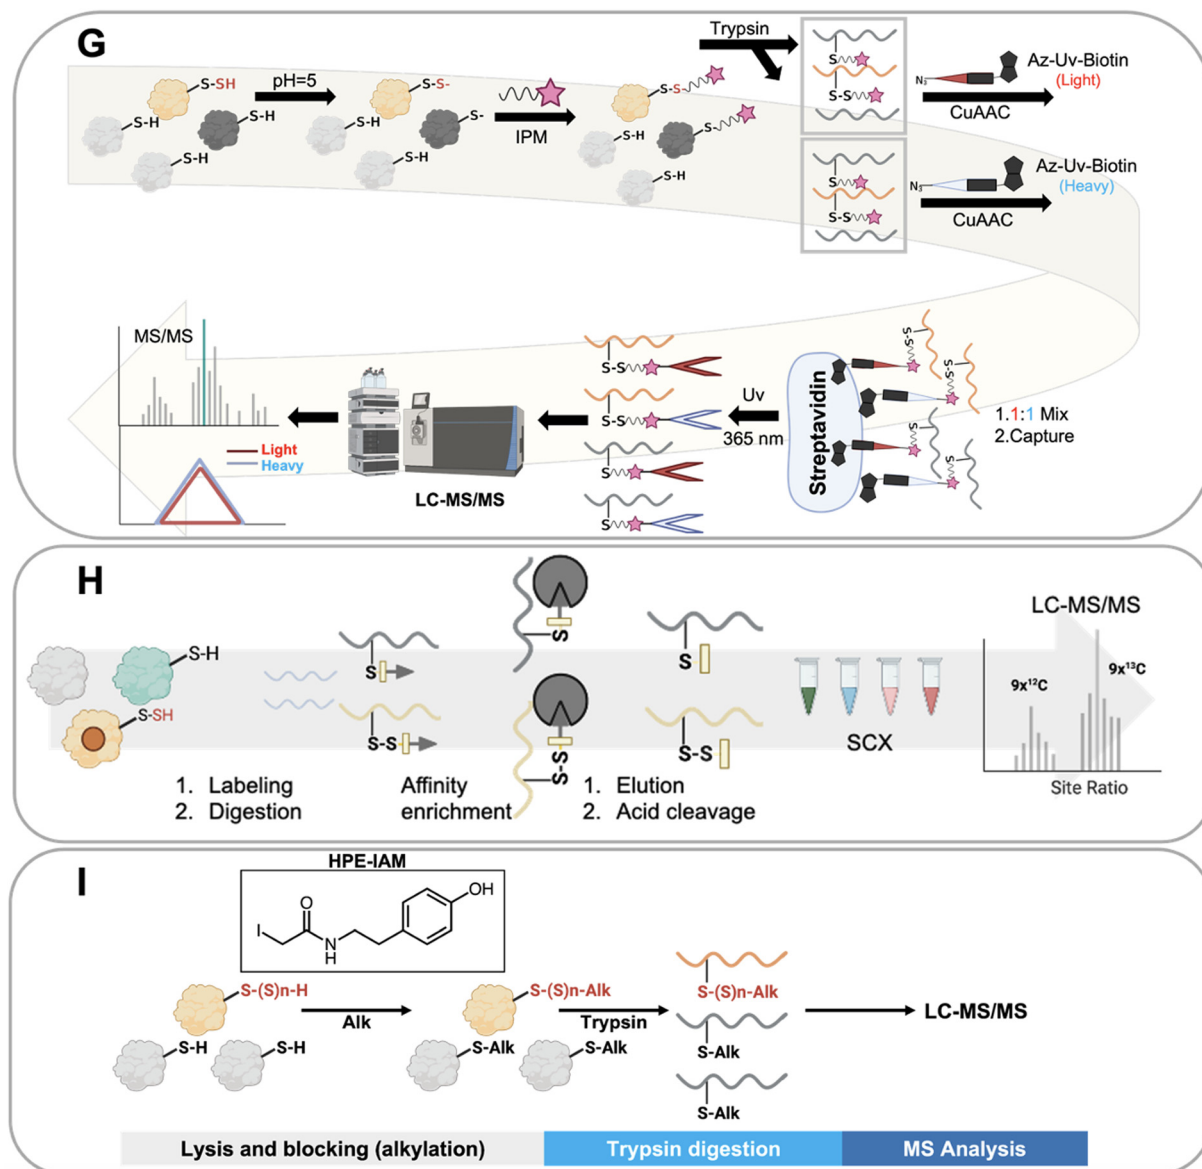 G
S-SH
S-H
S-H
S-H
pH=5
S-S-
S-H
S-
S-H
IPM
S-S-
S-H
S-
S-H
Trypsin
S
S-S
S
S-S
N3
Az-Uv-Biotin
(Light)
CuAAC
N3
Az-Uv-Biotin
(Heavy)
CuAAC
MS/MS
Light
Heavy
LC-MS/MS
S-S
S-S
S
S
Uv
365 nm
Streptavidin
S-S
S-S
S
S
1.1:1 Mix
2.Capture
H
S-H
S-SH
1. Labeling
2. Digestion
S
S-S
Affinity
enrichment
S
S-S
S
S-S
1. Elution
2. Acid cleavage
SCX
LC-MS/MS
9x12C
9x13C
Site Ratio
I
HPE-IAM
I
O
N
H
OH
S-(S)n-H
S-H
S-H
Alk
S-(S)n-Alk
S-Alk
S-Alk
Trypsin
S-(S)n-Alk
S-Alk
S-Alk
LC-MS/MS
Lysis and blocking (alkylation)
Trypsin digestion
MS Analysis